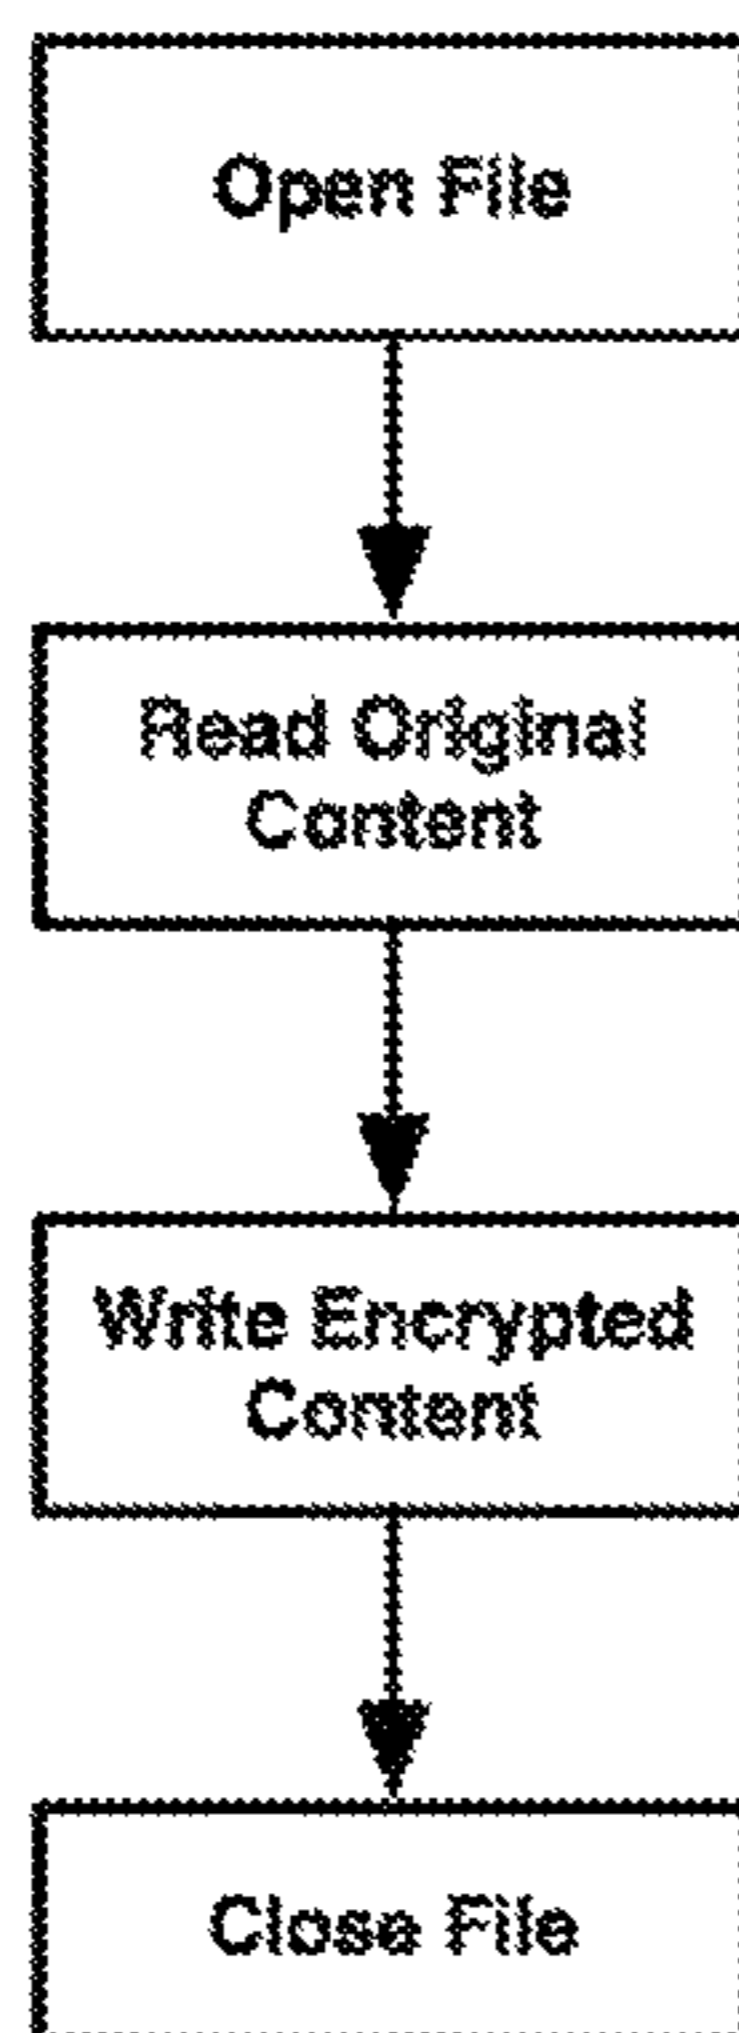 Open File
Read Original
Content
Write Encrypted
Content
Close File